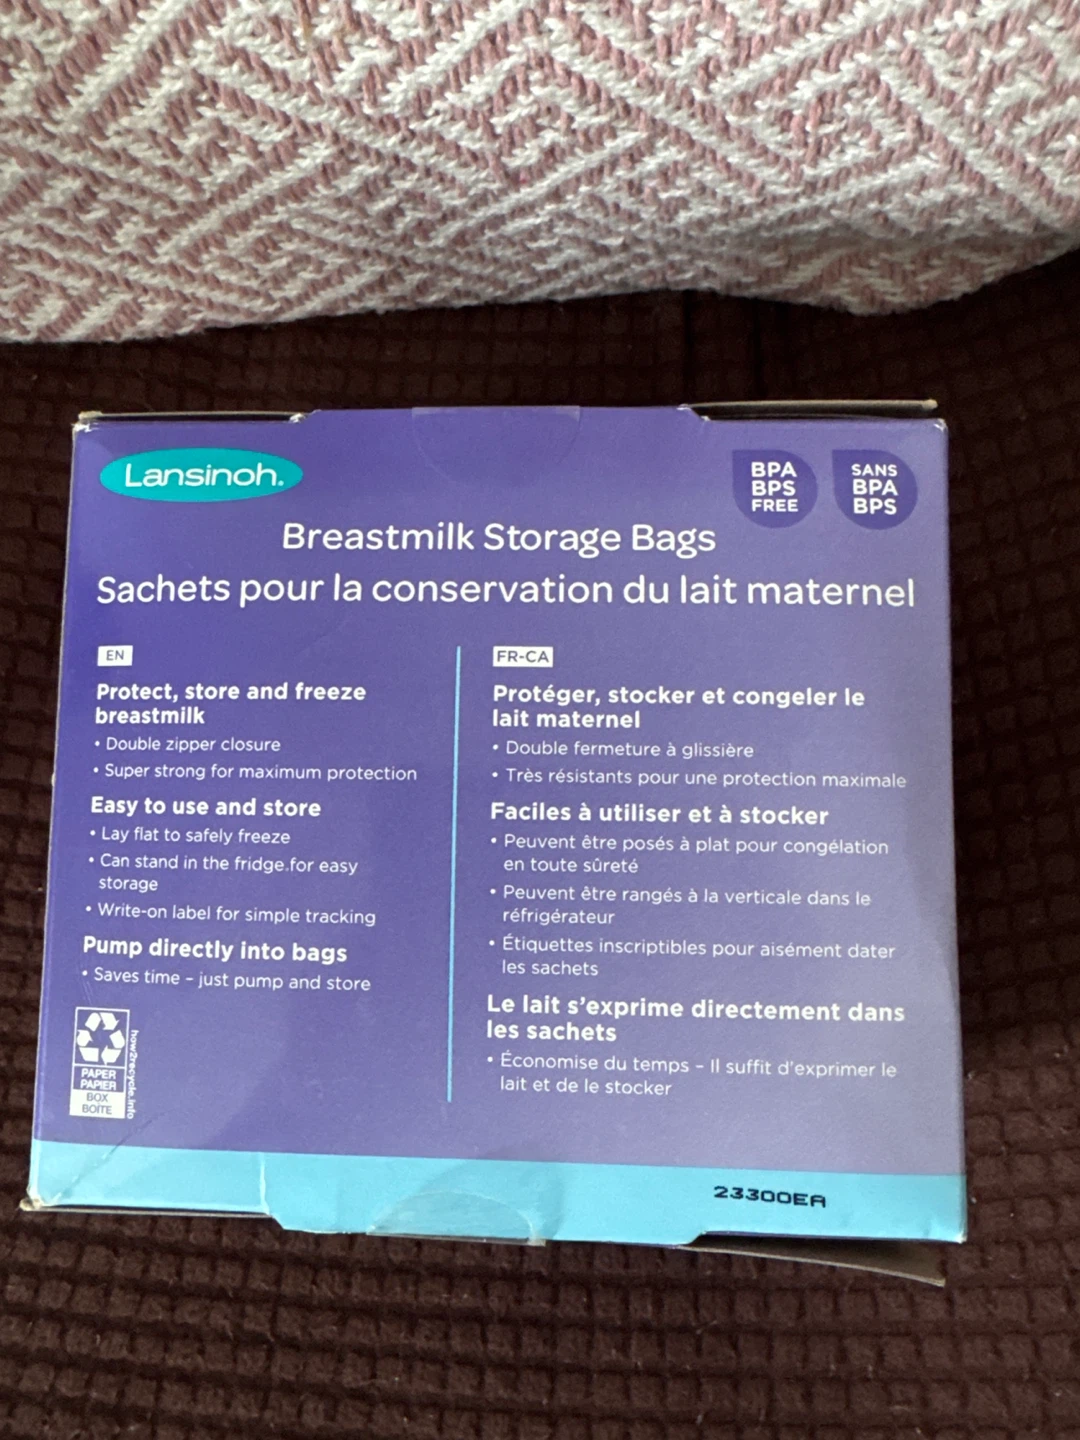 Lansinoh.
BPA
BPS
FREE
SANS
BPA
BPS
Breastmilk Storage Bags
Sachets pour la conservation du lait maternel
EN
Protect, store and freeze
breastmilk
• Double zipper closure
• Super strong for maximum protection
Easy to use and store
• Lay flat to safely freeze
• Can stand in the fridge for easy
storage
• Write-on label for simple tracking
Pump directly into bags
• Saves time – just pump and store
PAPER
PAPIER
BOX
BOÎTE
how2recycle.info
FR-CA
Protéger, stocker et congeler le
lait maternel
• Double fermeture à glissière
• Très résistants pour une protection maximale
Faciles à utiliser et à stocker
• Peuvent être posés à plat pour congélation
en toute sûreté
• Peuvent être rangés à la verticale dans le
réfrigérateur
• Étiquettes inscriptibles pour aisément dater
les sachets
Le lait s'exprime directement dans
les sachets
• Économise du temps – Il suffit d'exprimer le
lait et de le stocker
23300EA